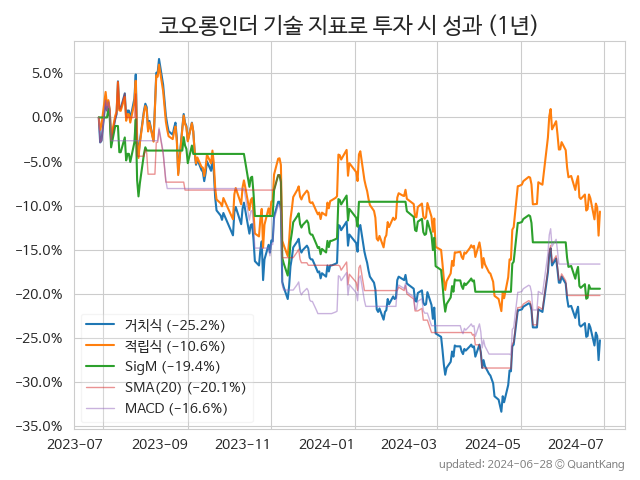 코오롱인더 기술 지표로 투자 시 성과 (1년)
5.0%
0.0%
−5.0%
−10.0%
−15.0%
−20.0%
−25.0%
−30.0%
−35.0%
거치식 (−25.2%)
적립식 (−10.6%)
SigM (−19.4%)
SMA(20) (−20.1%)
MACD (−16.6%)
2023-07 2023-09 2023-11 2024-01 2024-03 2024-05 2024-07
updated: 2024-06-28 © QuantKang